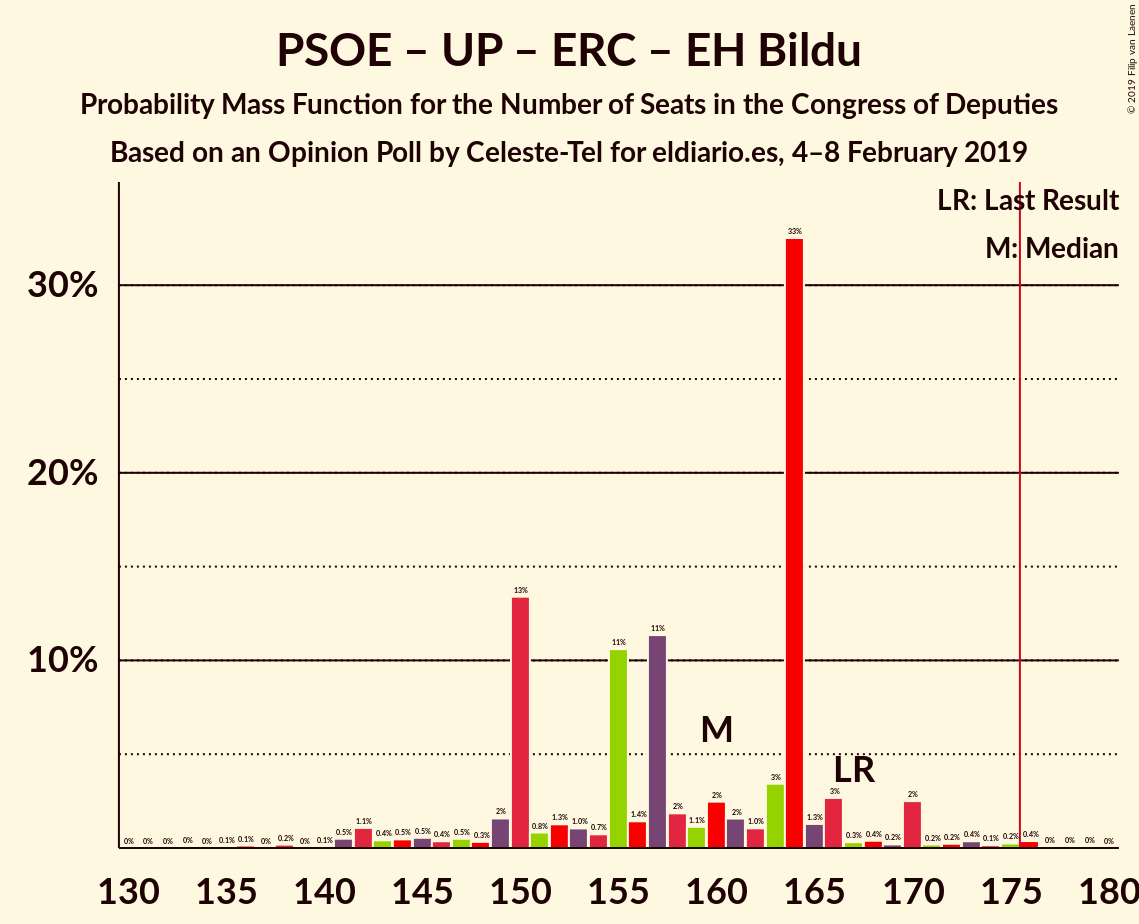 PSOE – UP – ERC – EH Bildu
Probability Mass Function for the Number of Seats in the Congress of Deputies
Based on an Opinion Poll by Celeste-Tel for eldiario.es, 4–8 February 2019
© 2019 Filip van Laenen
LR: Last Result
M: Median
30%
20%
10%
0% 0% 0% 0% 0% 0.1% 0.1% 0% 0.2% 0% 0.1% 0.5% 1.1% 0.4% 0.5% 0.5% 0.4% 0.5% 0.3% 2% 13% 0.8% 1.3% 1.0% 0.7% 11% 1.4% 11% 2% 1.1% 2% 2% 1.0% 3% 33% 1.3% 3% 0.3% 0.4% 0.2% 2% 0.2% 0.2% 0.4% 0.1% 0.2% 0.4% 0% 0% 0% 0%
M
LR
130 135 140 145 150 155 160 165 170 175 180